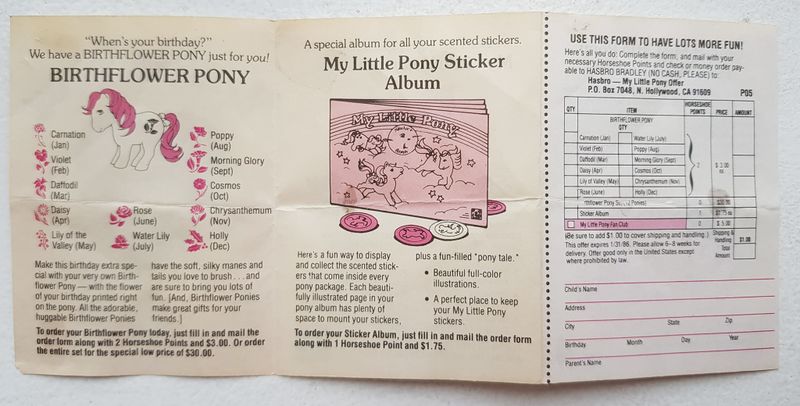 "When's your birthday?"
We have a BIRTHFLOWER PONY just for you!
BIRTHFLOWER PONY
Carnation
(Jan)
Violet
(Feb)
Daffodil
(Mar)
Daisy
(Apr)
Lily of the
Valley (May)
Rose
(June)
Water Lily
(July)
Poppy
(Aug)
Morning Glory
(Sept)
Cosmos
(Oct)
Chrysanthemum
(Nov)
Holly
(Dec)
Make this birthday extra spe-
cial with your very own Birth-
flower Pony — with the flower
of your birthday printed right
on the pony. All the adorable,
huggable Birthflower Ponies
have the soft, silky manes and
tails you love to brush . . . and
are sure to bring you lots of
fun. [And, Birthflower Ponies
make great gifts for your
friends.]
To order your Birthflower Pony today, just fill in and mail the
order form along with 2 Horseshoe Points and $3.00. Or order
the entire set for the special low price of $30.00.
A special album for all your scented stickers.
My Little Pony Sticker
Album
My Little Pony
Here's a fun way to display
and collect the scented stick-
ers that come inside every
pony package. Each beauti-
fully illustrated page in your
pony album has plenty of
space to mount your stickers,
plus a fun-filled "pony tale."
• Beautiful full-color
illustrations.
• A perfect place to keep
your My Little Pony
stickers.
To order your Sticker Album, just fill in and mail the order form
along with 1 Horseshoe Point and $1.75.
USE THIS FORM TO HAVE LOTS MORE FUN!
Here's all you do: Complete the form, and mail with your
necessary Horseshoe Points and check or money order pay-
able to HASBRO BRADLEY (NO CASH, PLEASE) to:
Hasbro — My Little Pony Offer
P.O. Box 7048, N. Hollywood, CA 91609 P05
QTY ITEM HORSESHOE POINTS PRICE AMOUNT
BIRTHFLOWER PONY
QTY
Carnation (Jan) Water Lily (July)
Violet (Feb) Poppy (Aug)
Daffodil (Mar) Morning Glory (Sept)
Daisy (Apr) Cosmos (Oct)
Lily of Valley (May) Chrysanthemum (Nov)
Rose (June) Holly (Dec)
2 $ 3.00 ea.
Birthflower Pony Ponies) 0 $30.00
Sticker Album 1 $1.75 ea.
My Little Pony Fan Club 0 $ 5.00
(Be sure to add $1.00 to cover shipping and handling.)
This offer expires 1/31/86. Please allow 6–8 weeks for
delivery. Offer good only in the United States except
where prohibited by law.
Shipping & Handling $1.00
Total Amount
Child's Name
Address
City State Zip
Birthday Month Day Year
Parent's Name